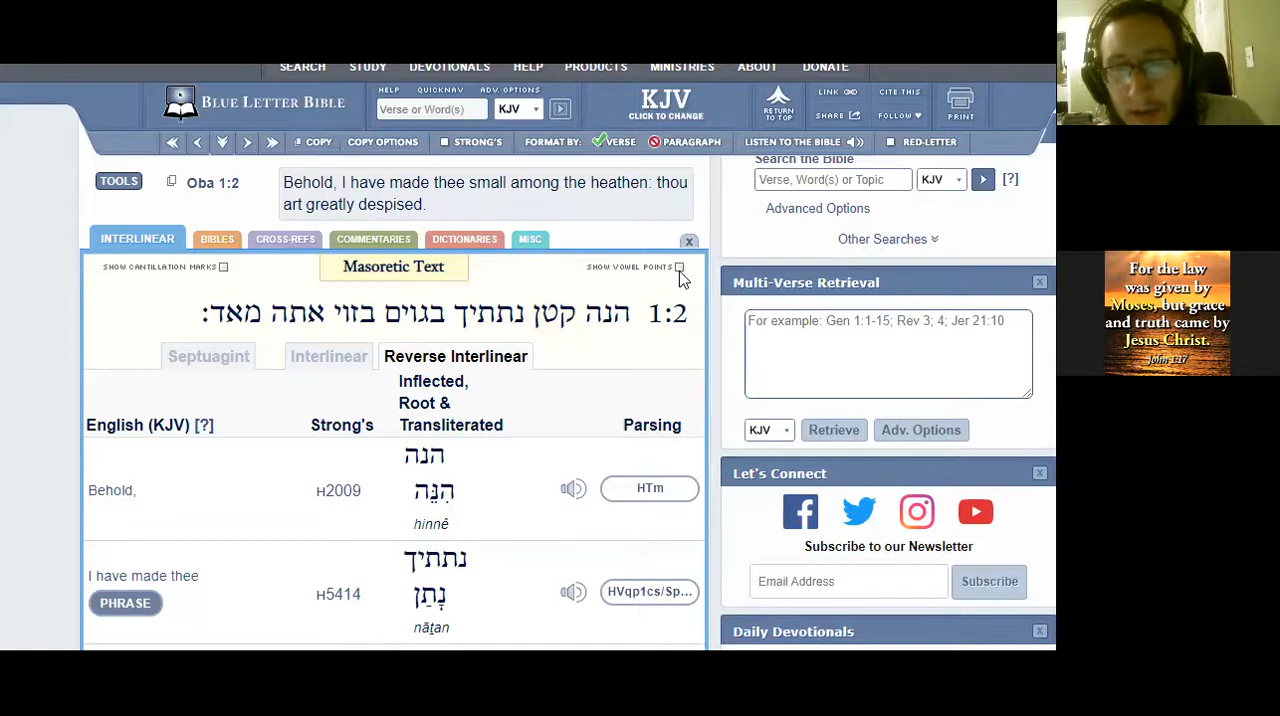 SEARCH STUDY DEVOTIONALS HELP PRODUCTS MINISTRIES ABOUT DONATE
BLUE LETTER BIBLE
HELP QUICKNAV ADV. OPTIONS
Verse or Word(s) KJV
KJV
CLICK TO CHANGE
RETURN
TO TOP
LINK CITE THIS
SHARE FOLLOW
PRINT
COPY COPY OPTIONS STRONG'S FORMAT BY: VERSE PARAGRAPH LISTEN TO THE BIBLE RED-LETTER
TOOLS Oba 1:2 Behold, I have made thee small among the heathen: thou
art greatly despised.
INTERLINEAR BIBLES CROSS-REFS COMMENTARIES DICTIONARIES MISC x
SHOW CANTILLATION MARKS Masoretic Text SHOW VOWEL POINTS
1:2 הנה קטן נתתיך בגוים בזוי אתה מאד:
Septuagint Interlinear Reverse Interlinear
English (KJV) [?] Strong's Inflected,
Root &
Transliterated Parsing
הנה
Behold, H2009 הִנֵּה HTm
hinnê
נתתיך
I have made thee H5414 נָתַן HVqp1cs/Sp...
PHRASE
nāṯan
Search the Bible
Verse, Word(s) or Topic KJV [?]
Advanced Options
Other Searches
Multi-Verse Retrieval x
For example: Gen 1:1-15; Rev 3; 4; Jer 21:10
KJV Retrieve Adv. Options
Let's Connect x
Subscribe to our Newsletter
Email Address Subscribe
Daily Devotionals x
For the law
was given by
Moses, but grace
and truth came by
Jesus Christ.
John 1:17